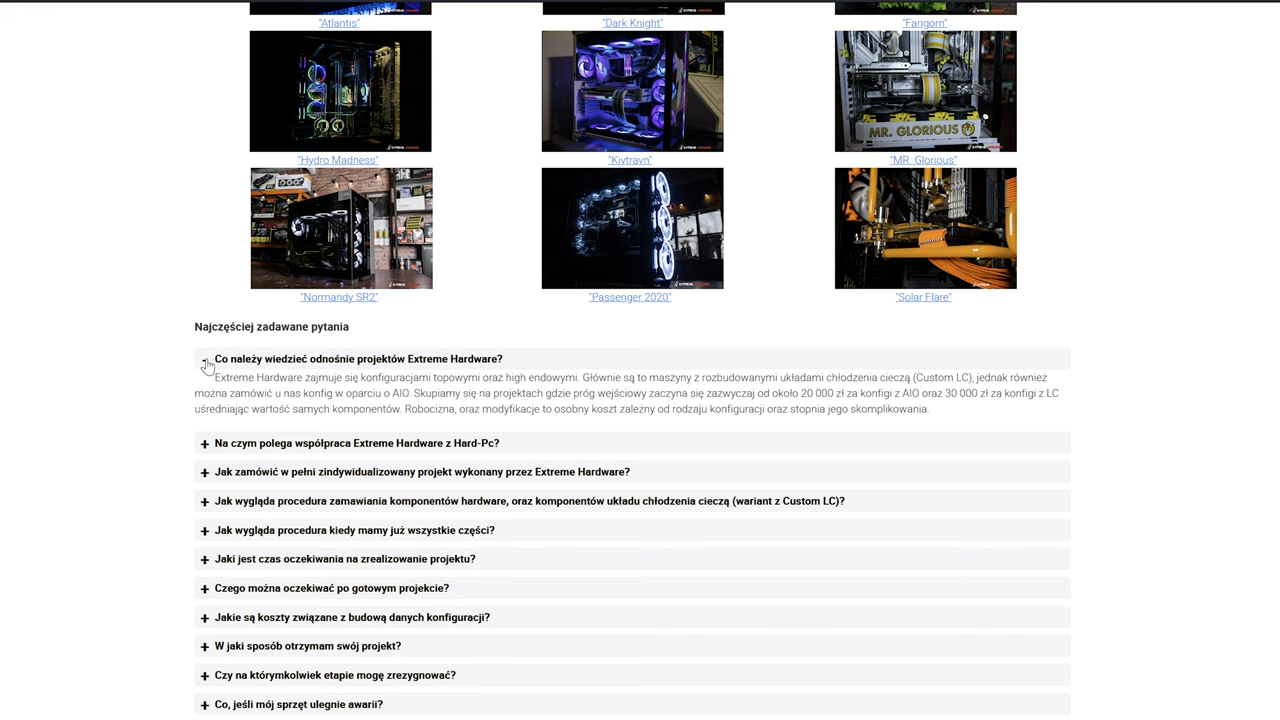 "Atlantis"
"Dark Knight"
"Fangorn"
MR. GLORIOUS
"Hydro Madness"
"Kivtravn"
"MR. Glorious"
"Normandy SR2"
"Passenger 2020"
"Solar Flare"
Najczęściej zadawane pytania
Co należy wiedzieć odnośnie projektów Extreme Hardware?
Extreme Hardware zajmuje się konfiguracjami topowymi oraz high endowymi. Głównie są to maszyny z rozbudowanymi układami chłodzenia cieczą (Custom LC), jednak również
można zamówić u nas konfig w oparciu o AIO. Skupiamy się na projektach gdzie próg wejściowy zaczyna się zazwyczaj od około 20 000 zł za konfigi z AIO oraz 30 000 zł za konfigi z LC
uśredniając wartość samych komponentów. Robocizna, oraz modyfikacje to osobny koszt zależny od rodzaju konfiguracji oraz stopnia jego skomplikowania.
+ Na czym polega współpraca Extreme Hardware z Hard-Pc?
+ Jak zamówić w pełni zindywidualizowany projekt wykonany przez Extreme Hardware?
+ Jak wygląda procedura zamawiania komponentów hardware, oraz komponentów układu chłodzenia cieczą (wariant z Custom LC)?
+ Jak wygląda procedura kiedy mamy już wszystkie części?
+ Jaki jest czas oczekiwania na zrealizowanie projektu?
+ Czego można oczekiwać po gotowym projekcie?
+ Jakie są koszty związane z budową danych konfiguracji?
+ W jaki sposób otrzymam swój projekt?
+ Czy na którymkolwiek etapie mogę zrezygnować?
+ Co, jeśli mój sprzęt ulegnie awarii?